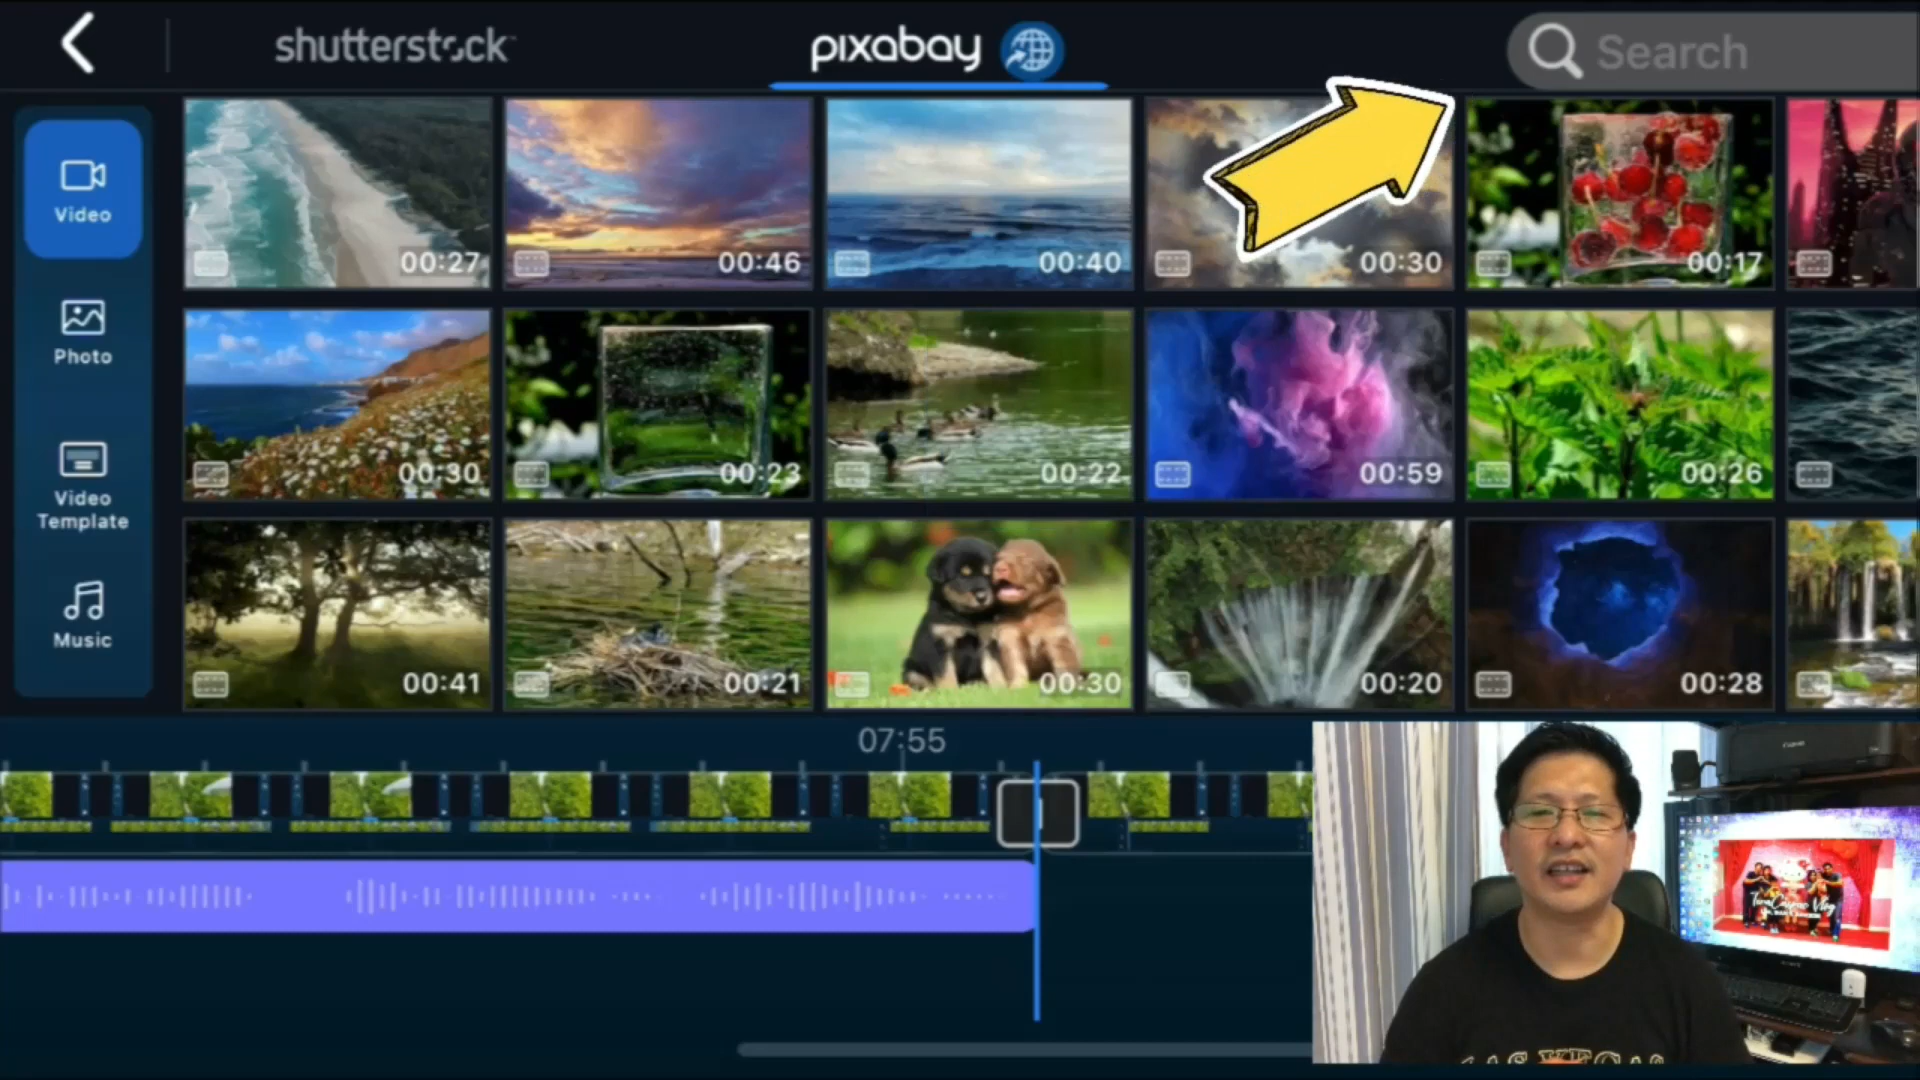 shutterstock
pixabay
Search
Video
Photo
Video
Template
Music
00:27
00:46
00:40
00:30
00:17
00:30
00:23
00:22
00:59
00:26
00:41
00:21
00:30
00:20
00:28
07:55
Vlog